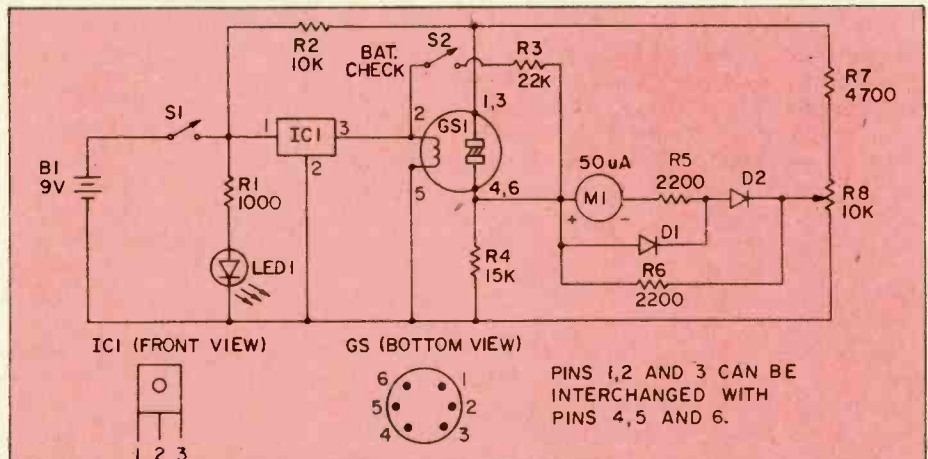 S1
B1
9V
R1
1000
LED1
R2
10K
1
IC1
3
2
BAT.
CHECK
S2
R3
22K
2
GS1
1,3
5
4,6
R4
15K
50uA
M1
+
-
R5
2200
D2
D1
R6
2200
R7
4700
R8
10K
IC1 (FRONT VIEW)
1 2 3
GS (BOTTOM VIEW)
6 1
5 2
4 3
PINS 1,2 AND 3 CAN BE
INTERCHANGED WITH
PINS 4,5 AND 6.